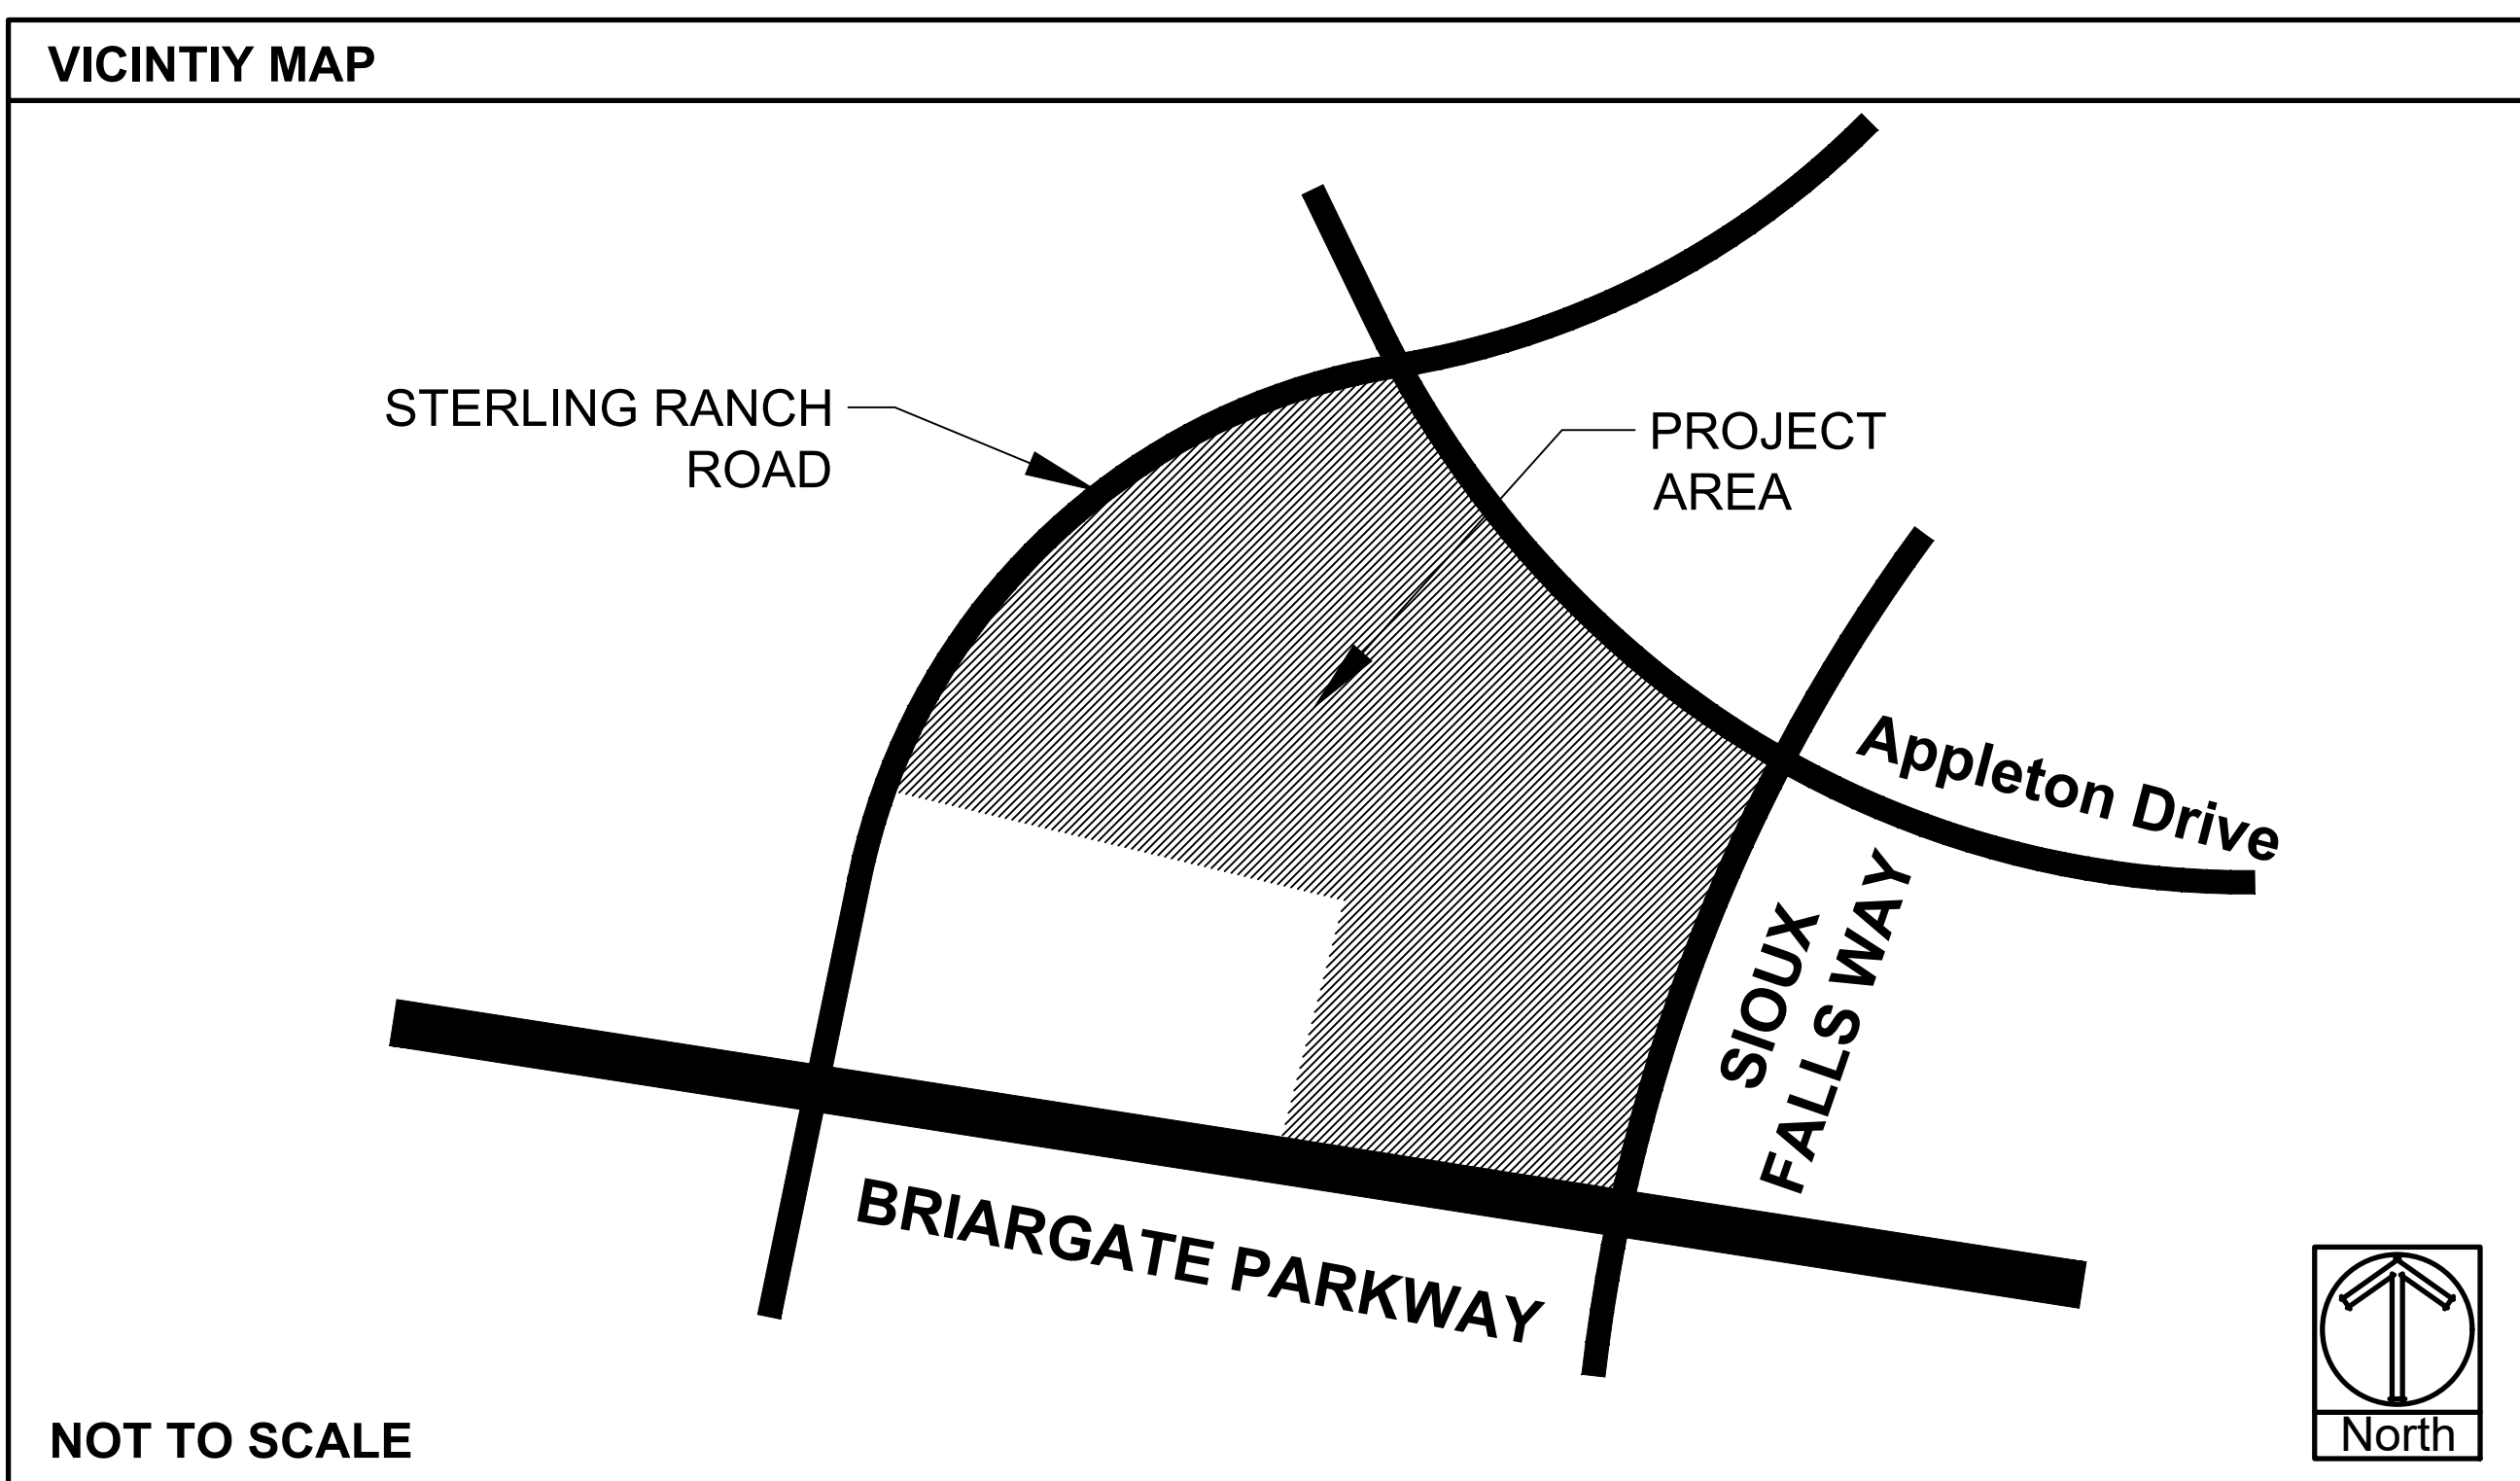 VICINTIY MAP
STERLING RANCH
ROAD
PROJECT
AREA
Appleton Drive
SIOUX
FALLS WAY
BRIARGATE PARKWAY
NOT TO SCALE
North